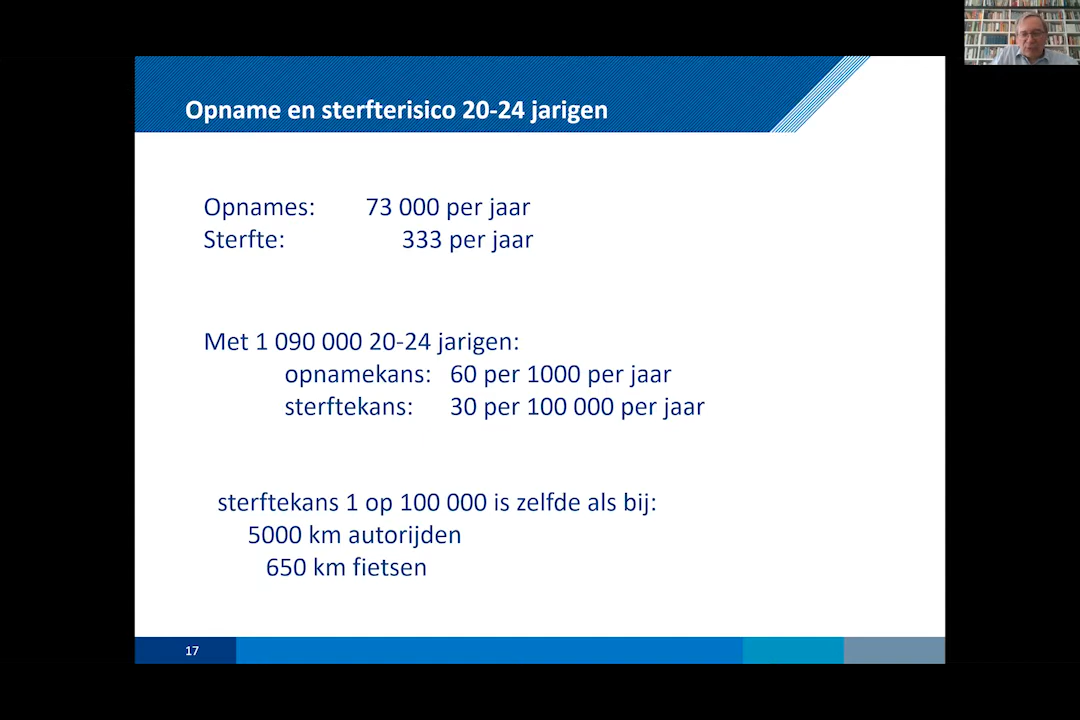 Opname en sterfterisico 20-24 jarigen
Opnames: 73 000 per jaar
Sterfte: 333 per jaar
Met 1 090 000 20-24 jarigen:
opnamekans: 60 per 1000 per jaar
sterftekans: 30 per 100 000 per jaar
sterftekans 1 op 100 000 is zelfde als bij:
5000 km autorijden
650 km fietsen
17